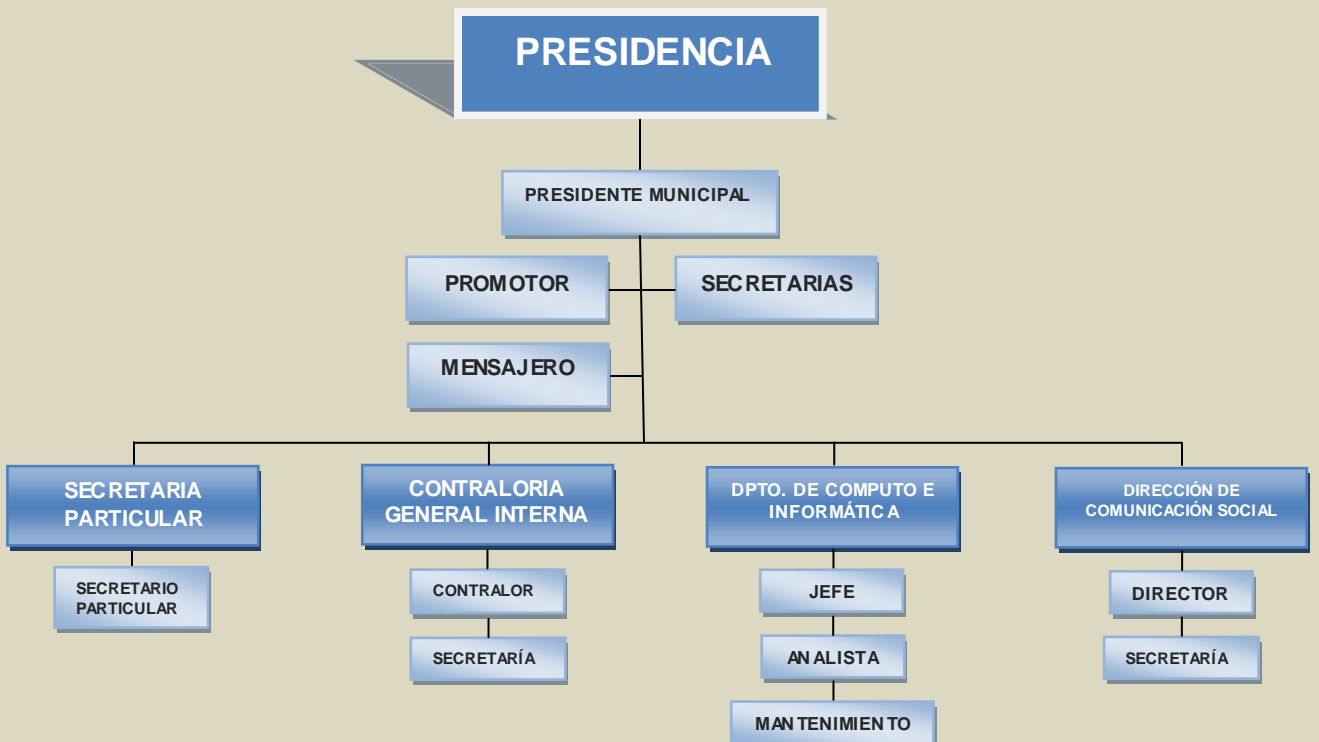 PRESIDENCIA
PRESIDENTE MUNICIPAL
PROMOTOR
SECRETARIAS
MENSAJERO
SECRETARIA
PARTICULAR
CONTRALORIA
GENERAL INTERNA
DPTO. DE COMPUTO E
INFORMÁTICA
DIRECCIÓN DE
COMUNICACIÓN SOCIAL
SECRETARIO
PARTICULAR
CONTRALOR
JEFE
DIRECTOR
SECRETARÍA
ANALISTA
SECRETARÍA
MANTENIMIENTO